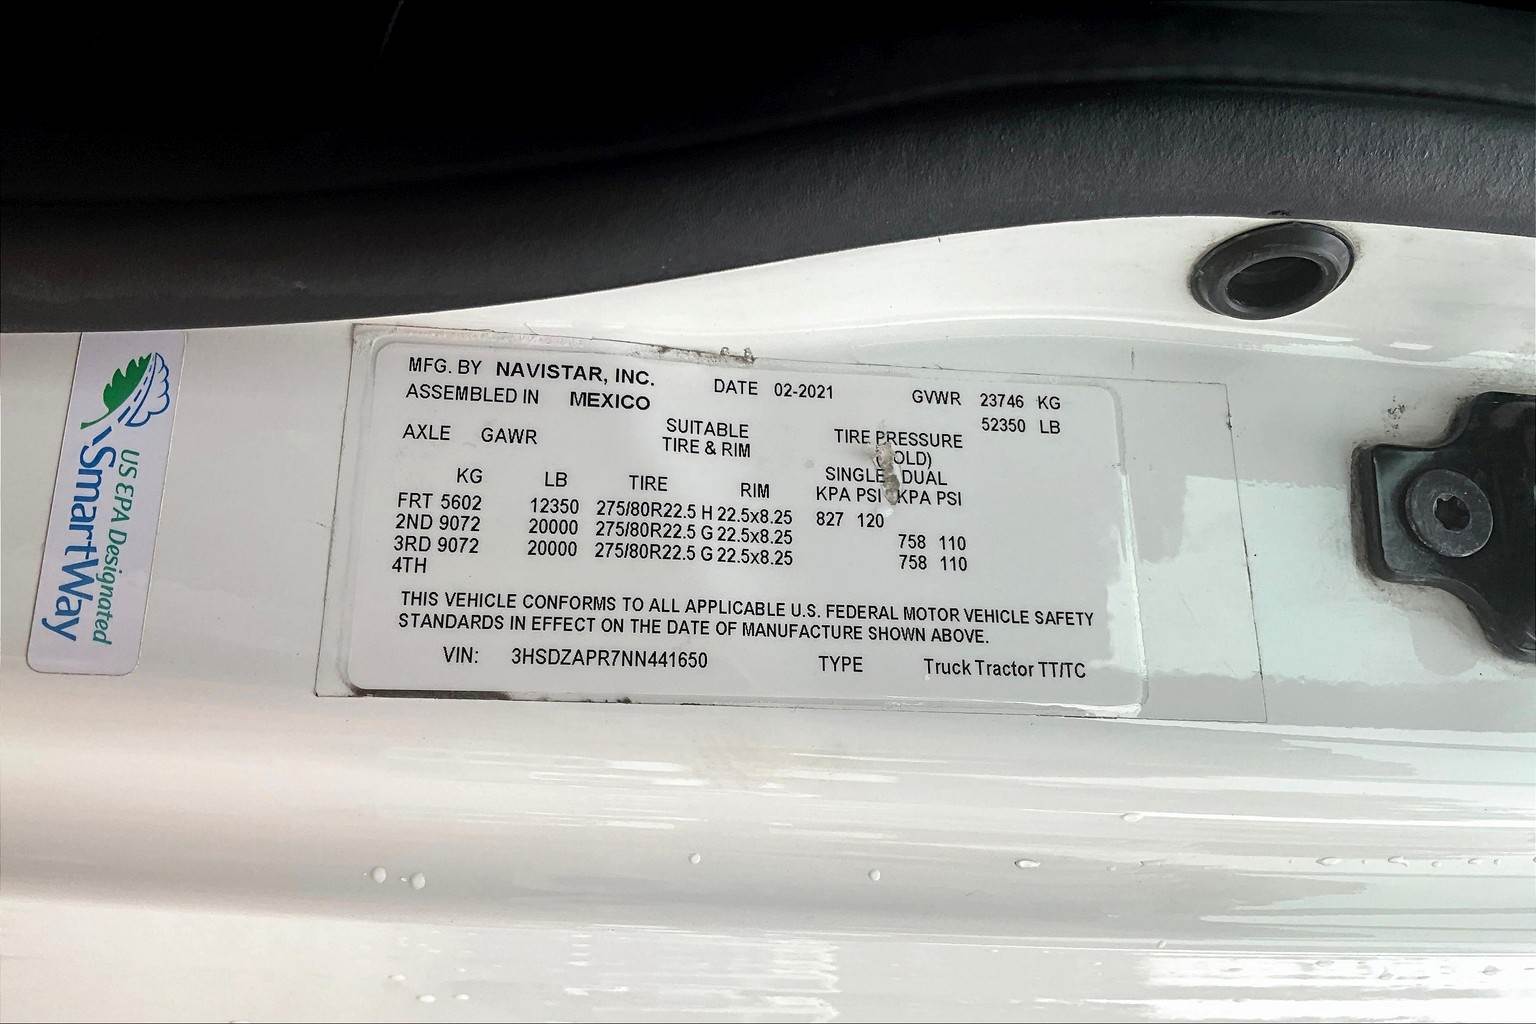 US EPA Designated
SmartWay
MFG. BY NAVISTAR, INC. DATE 02-2021 GVWR 23746 KG
ASSEMBLED IN MEXICO 52350 LB
AXLE GAWR SUITABLE TIRE PRESSURE
TIRE & RIM (COLD)
SINGLE DUAL
KG LB TIRE RIM KPA PSI KPA PSI
FRT 5602 12350 275/80R22.5 H 22.5x8.25 827 120
2ND 9072 20000 275/80R22.5 G 22.5x8.25 758 110
3RD 9072 20000 275/80R22.5 G 22.5x8.25 758 110
4TH
THIS VEHICLE CONFORMS TO ALL APPLICABLE U.S. FEDERAL MOTOR VEHICLE SAFETY
STANDARDS IN EFFECT ON THE DATE OF MANUFACTURE SHOWN ABOVE.
VIN: 3HSDZAPR7NN441650 TYPE Truck Tractor TT/TC